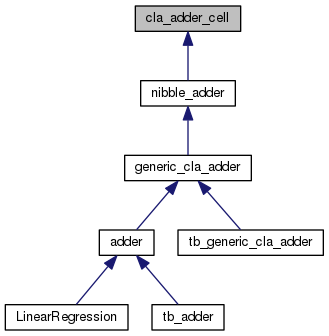 cla_adder_cell
nibble_adder
generic_cla_adder
adder
tb_generic_cla_adder
LinearRegression
tb_adder